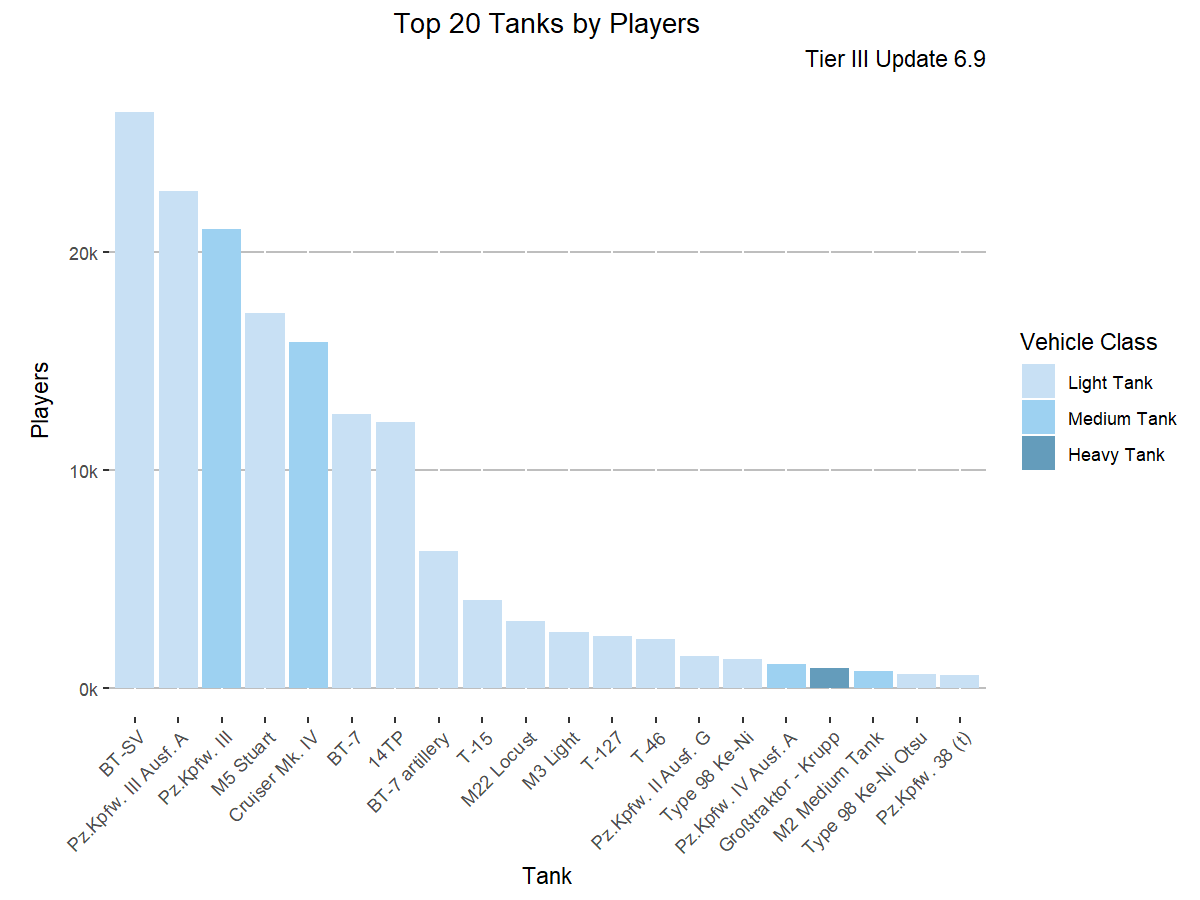 Top 20 Tanks by Players
Tier III Update 6.9
Players
20k
10k
0k
BT-SV
Pz.Kpfw. III Ausf. A
Pz.Kpfw. III
M5 Stuart
Cruiser Mk. IV
BT-7
14TP
BT-7 artillery
T-15
M22 Locust
M3 Light
T-127
T-46
Pz.Kpfw. II Ausf. G
Type 98 Ke-Ni
Pz.Kpfw. IV Ausf. A
Großtraktor - Krupp
M2 Medium Tank
Type 98 Ke-Ni Otsu
Pz.Kpfw. 38 (t)
Tank
Vehicle Class
Light Tank
Medium Tank
Heavy Tank